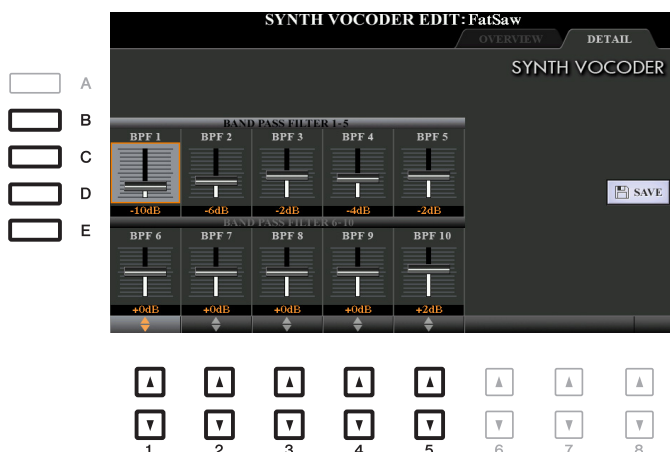 SYNTH VOCODER EDIT: FatSaw
OVERVIEW DETAIL
SYNTH VOCODER
A
B
C
D
E
BAND PASS FILTER 1-5
BPF 1 BPF 2 BPF 3 BPF 4 BPF 5
-10dB -6dB -2dB -4dB -2dB
SAVE
BAND PASS FILTER 6-10
BPF 6 BPF 7 BPF 8 BPF 9 BPF 10
+0dB +0dB +0dB +0dB +2dB
1 2 3 4 5 6 7 8